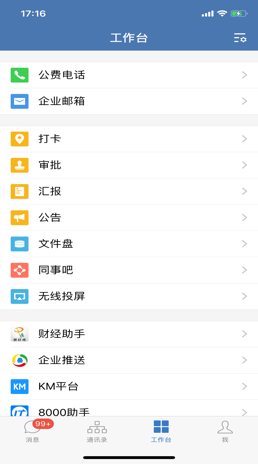 17:16
工作台
公费电话
企业邮箱
打卡
审批
汇报
公告
文件盘
同事吧
无线投屏
财经助手
企业推送
KM
KM平台
8000助手
99+
消息
通讯录
工作台
我